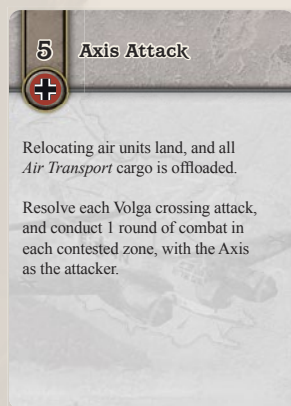 5 Axis Attack
Relocating air units land, and all
Air Transport cargo is offloaded.
Resolve each Volga crossing attack,
and conduct 1 round of combat in
each contested zone, with the Axis
as the attacker.